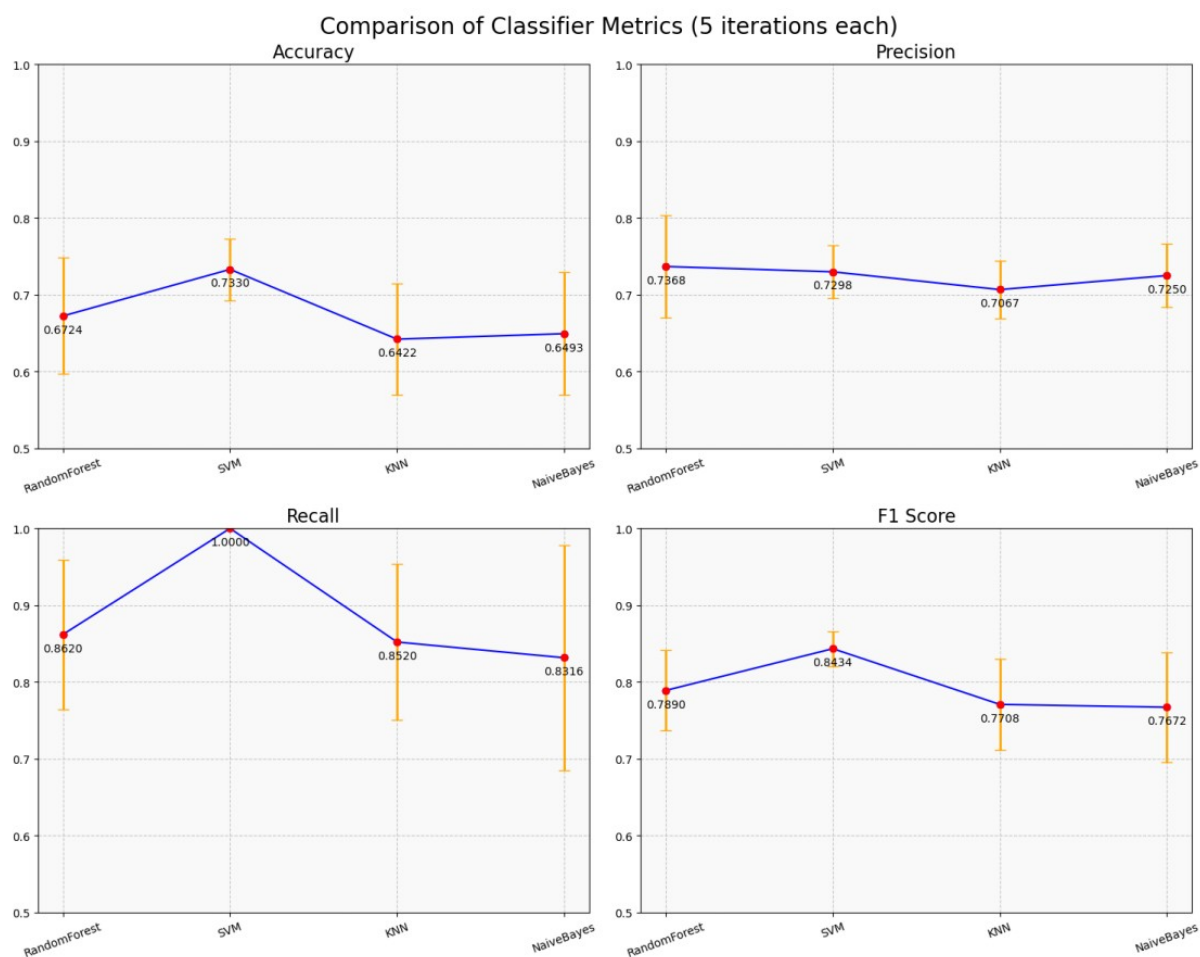 Comparison of Classifier Metrics (5 iterations each)
Accuracy
1.0
0.9
0.8
0.7
0.6
0.5
0.6724
0.7330
0.6422
0.6493
RandomForest
SVM
KNN
NaiveBayes
Precision
1.0
0.9
0.8
0.7
0.6
0.5
0.7368
0.7298
0.7067
0.7250
RandomForest
SVM
KNN
NaiveBayes
Recall
1.0
0.9
0.8
0.7
0.6
0.5
0.8620
1.0000
0.8520
0.8316
RandomForest
SVM
KNN
NaiveBayes
F1 Score
1.0
0.9
0.8
0.7
0.6
0.5
0.7890
0.8434
0.7708
0.7672
RandomForest
SVM
KNN
NaiveBayes